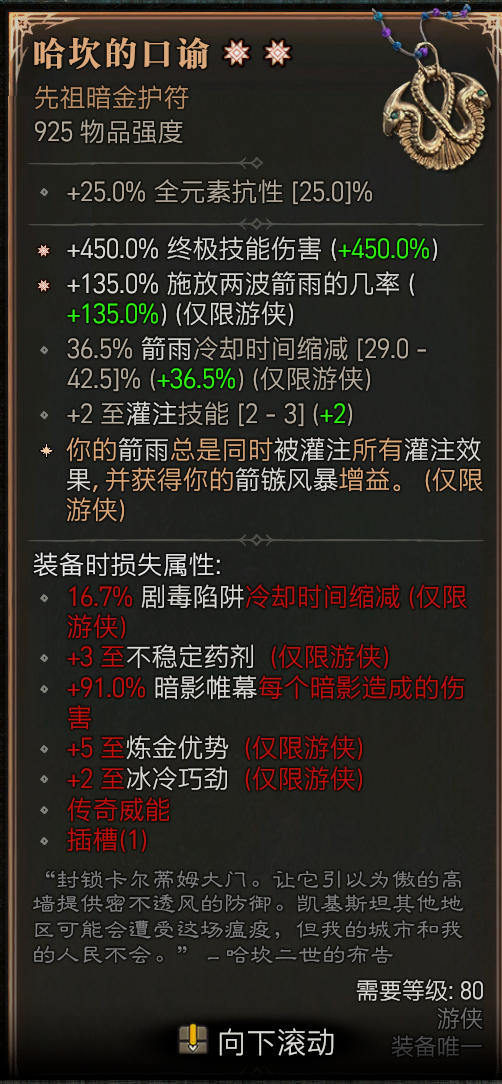 哈坎的口谕
先祖暗金护符
925 物品强度
+25.0% 全元素抗性 [25.0]%
+450.0% 终极技能伤害 (+450.0%)
+135.0% 施放两波箭雨的几率 (
+135.0%) (仅限游侠)
36.5% 箭雨冷却时间缩减 [29.0 -
42.5]% (+36.5%) (仅限游侠)
+2 至灌注技能 [2 - 3] (+2)
你的箭雨总是同时被灌注所有灌注效
果, 并获得你的箭镞风暴增益。 (仅限
游侠)
装备时损失属性:
16.7% 剧毒陷阱冷却时间缩减 (仅限
游侠)
+3 至不稳定药剂 (仅限游侠)
+91.0% 暗影帷幕每个暗影造成的伤
害
+5 至炼金优势 (仅限游侠)
+2 至冰冷巧劲 (仅限游侠)
传奇威能
插槽(1)
“封锁卡尔蒂姆大门。让它引以为傲的高
墙提供密不透风的防御。凯基斯坦其他地
区可能会遭受这场瘟疫，但我的城市和我
的人民不会。” – 哈坎二世的布告
需要等级: 80
游侠
向下滚动
装备唯一